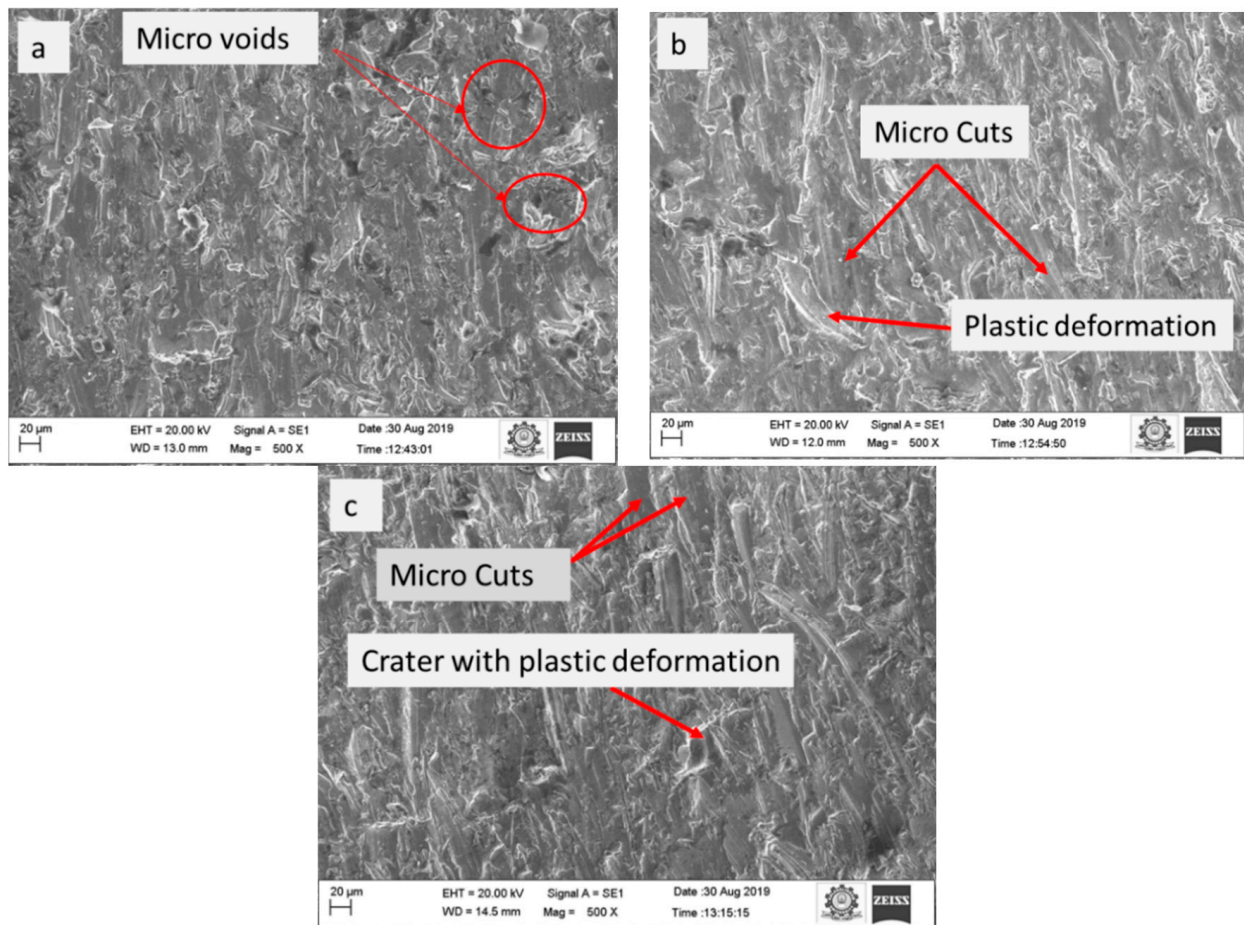 a
Micro voids
20 µm
EHT = 20.00 kV Signal A = SE1 Date :30 Aug 2019
WD = 13.0 mm Mag = 500 X Time :12:43:01
ZEISS
b
Micro Cuts
Plastic deformation
20 µm
EHT = 20.00 kV Signal A = SE1 Date :30 Aug 2019
WD = 12.0 mm Mag = 500 X Time :12:54:50
ZEISS
c
Micro Cuts
Crater with plastic deformation
20 µm
EHT = 20.00 kV Signal A = SE1 Date :30 Aug 2019
WD = 14.5 mm Mag = 500 X Time :13:15:15
ZEISS